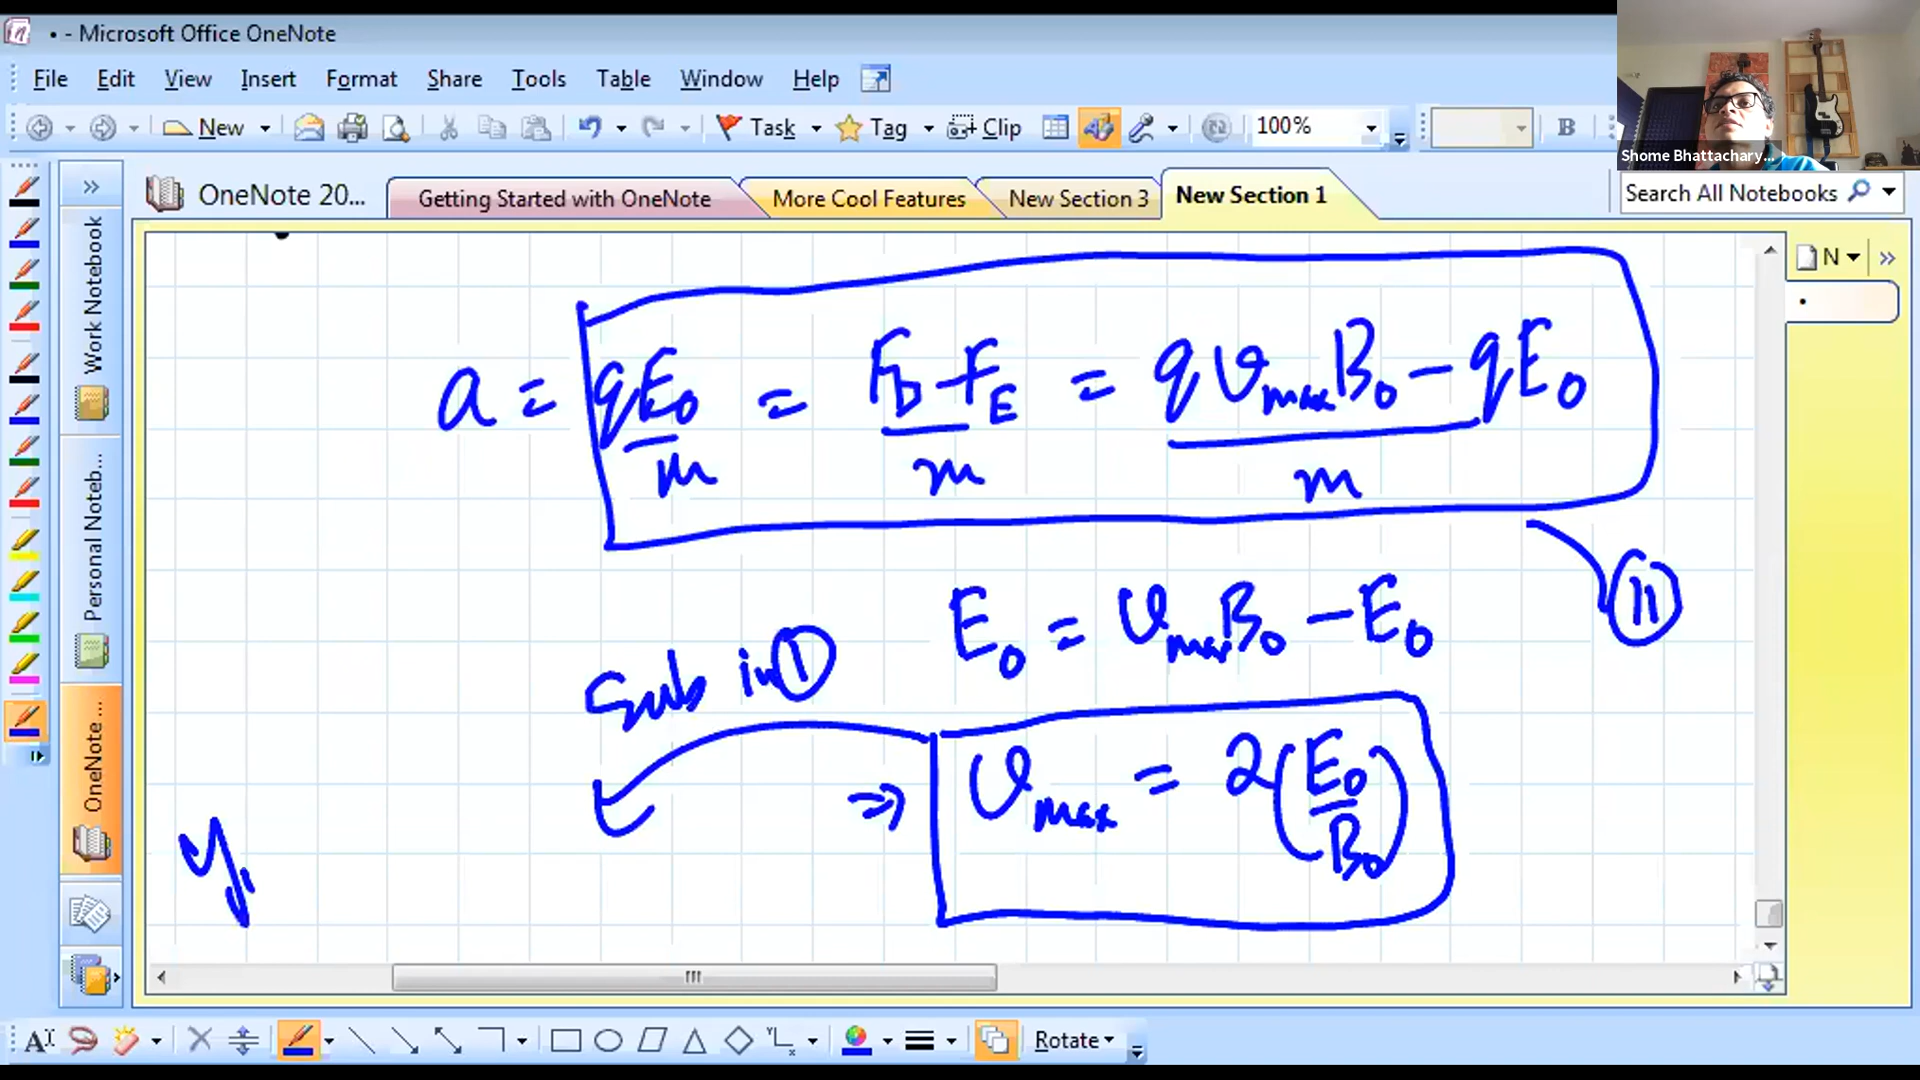 • - Microsoft Office OneNote
File Edit View Insert Format Share Tools Table Window Help
New Task Tag Clip 100% B
Shome Bhattachary...
OneNote 20... Getting Started with OneNote More Cool Features New Section 3 New Section 1 Search All Notebooks
N
Work Notebook
Personal Noteb...
OneNote ...
a = qE₀/m = (F_B - F_E)/m = (q v_max B₀ - qE₀)/m
II
E₀ = v_max B₀ - E₀
Sub in I
⇒ v_max = 2(E₀/B₀)
y
Rotate